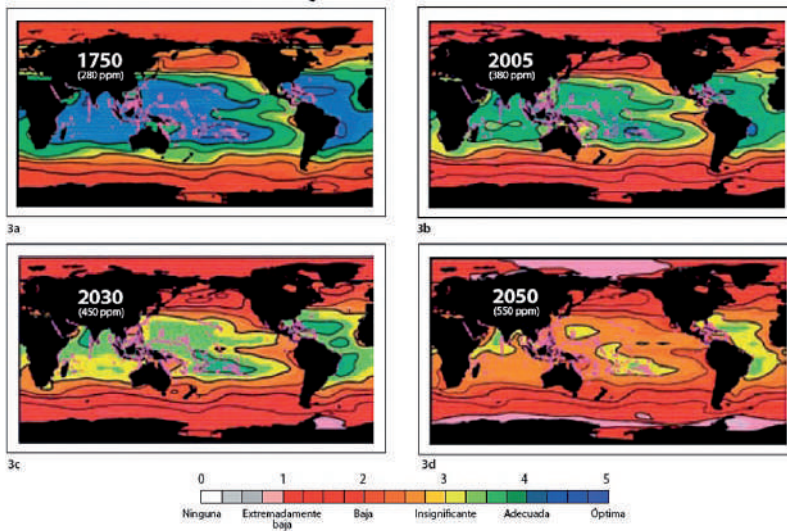 1750
(280 ppm)
3a
2005
(380 ppm)
3b
2030
(450 ppm)
3c
2050
(550 ppm)
3d
0 1 2 3 4 5
Ninguna Extremadamente baja Baja Insignificante Adecuada Óptima